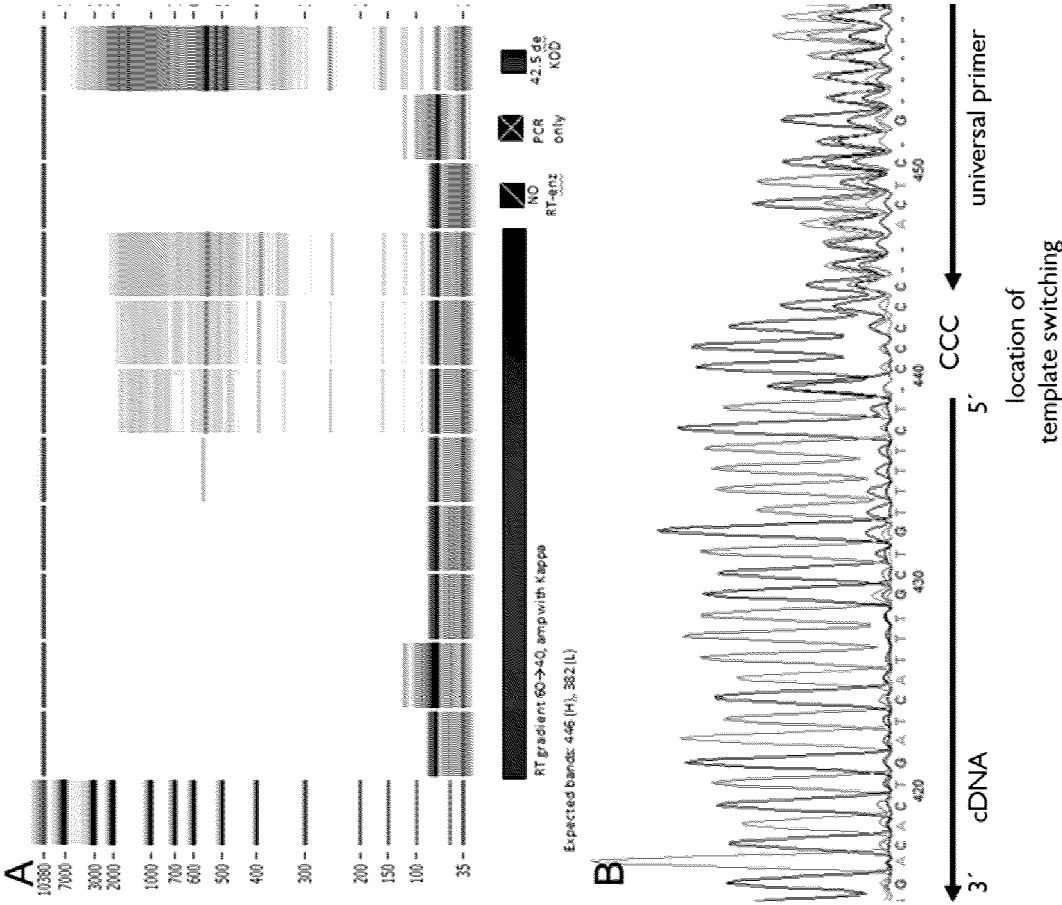 A
10380
7000
3000
2000
1000
700
600
500
400
300
200
150
100
35
RT gradient 60→40, amp with Kappa
NO RT-enz
PCR only
42.5 de KOD
Expected bands: 446 (H), 382 (L)
B
G A C A C T G A T C A T T T G C T G T T T T C T - C C C C - - - A C T C - G - - - - -
420 430 440 450
3´ cDNA 5´ CCC universal primer
location of
template switching